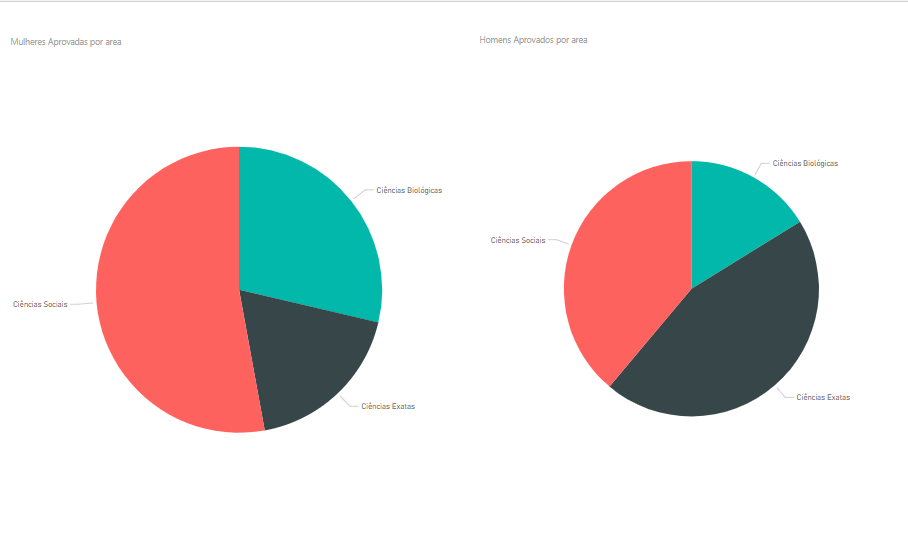 Mulheres Aprovadas por area
Ciências Biológicas
Ciências Sociais
Ciências Exatas
Homens Aprovados por area
Ciências Biológicas
Ciências Sociais
Ciências Exatas